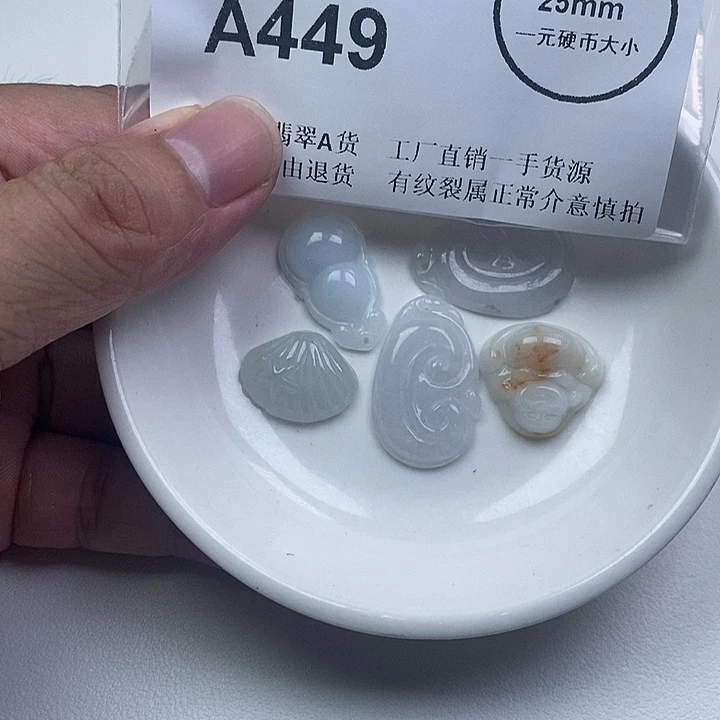 A449
25mm
一元硬币大小
翡翠A货 工厂直销一手货源
由退货 有纹裂属正常介意慎拍